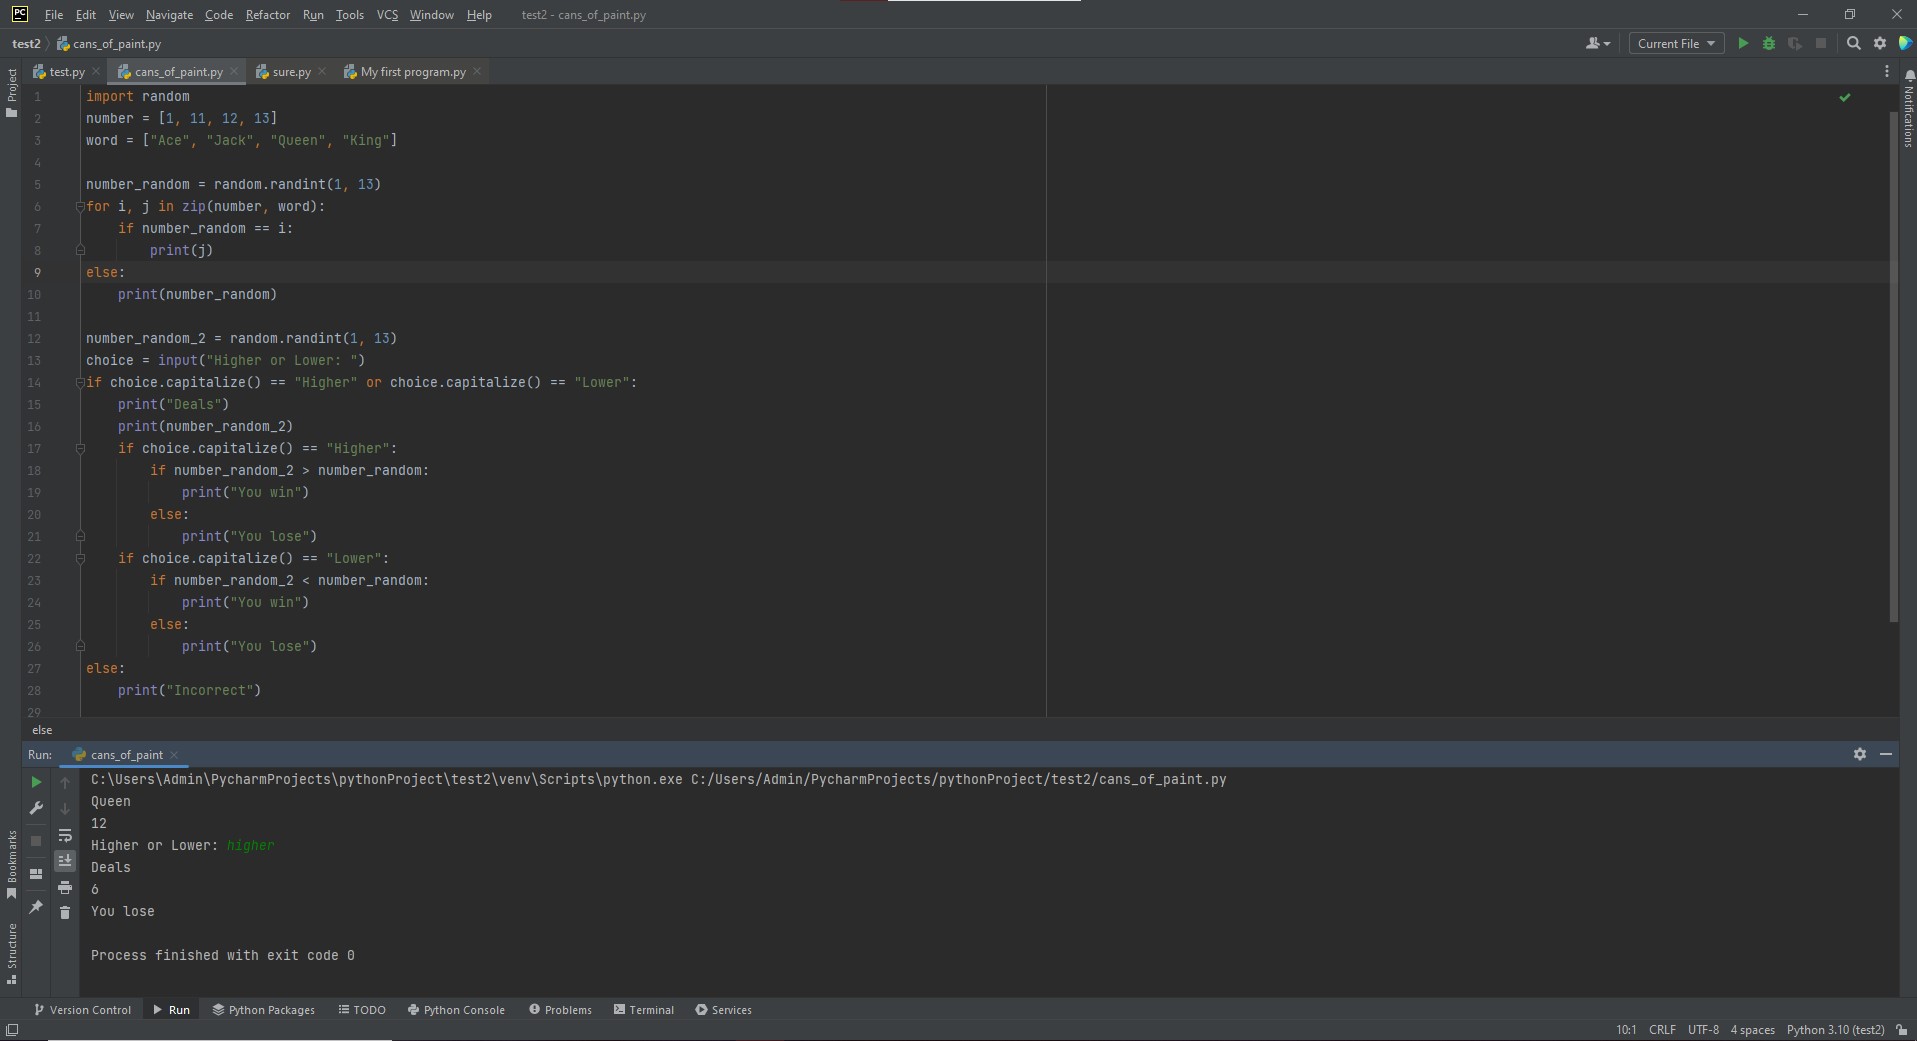 PC File Edit View Navigate Code Refactor Run Tools VCS Window Help test2 - cans_of_paint.py
test2 cans_of_paint.py Current File
test.py cans_of_paint.py sure.py My first program.py
Project
Notifications
1 import random
2 number = [1, 11, 12, 13]
3 word = ["Ace", "Jack", "Queen", "King"]
4
5 number_random = random.randint(1, 13)
6 for i, j in zip(number, word):
7     if number_random == i:
8         print(j)
9 else:
10     print(number_random)
11
12 number_random_2 = random.randint(1, 13)
13 choice = input("Higher or Lower: ")
14 if choice.capitalize() == "Higher" or choice.capitalize() == "Lower":
15     print("Deals")
16     print(number_random_2)
17     if choice.capitalize() == "Higher":
18         if number_random_2 > number_random:
19             print("You win")
20         else:
21             print("You lose")
22     if choice.capitalize() == "Lower":
23         if number_random_2 < number_random:
24             print("You win")
25         else:
26             print("You lose")
27 else:
28     print("Incorrect")
29
else
Run: cans_of_paint
C:\Users\Admin\PycharmProjects\pythonProject\test2\venv\Scripts\python.exe C:/Users/Admin/PycharmProjects/pythonProject/test2/cans_of_paint.py
Queen
12
Higher or Lower: higher
Deals
6
You lose
Process finished with exit code 0
Bookmarks
Structure
Version Control Run Python Packages TODO Python Console Problems Terminal Services
10:1 CRLF UTF-8 4 spaces Python 3.10 (test2)